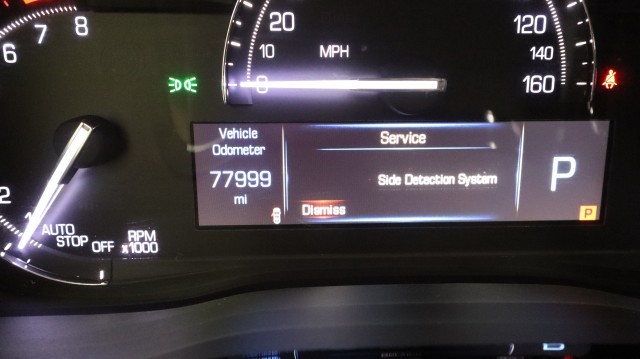 6 7 8
20
10
0
MPH
120
140
160
Vehicle
Odometer
77999
mi
Service
Side Detection System
Dismiss
P
P
2
1
AUTO
STOP
OFF
RPM
x1000